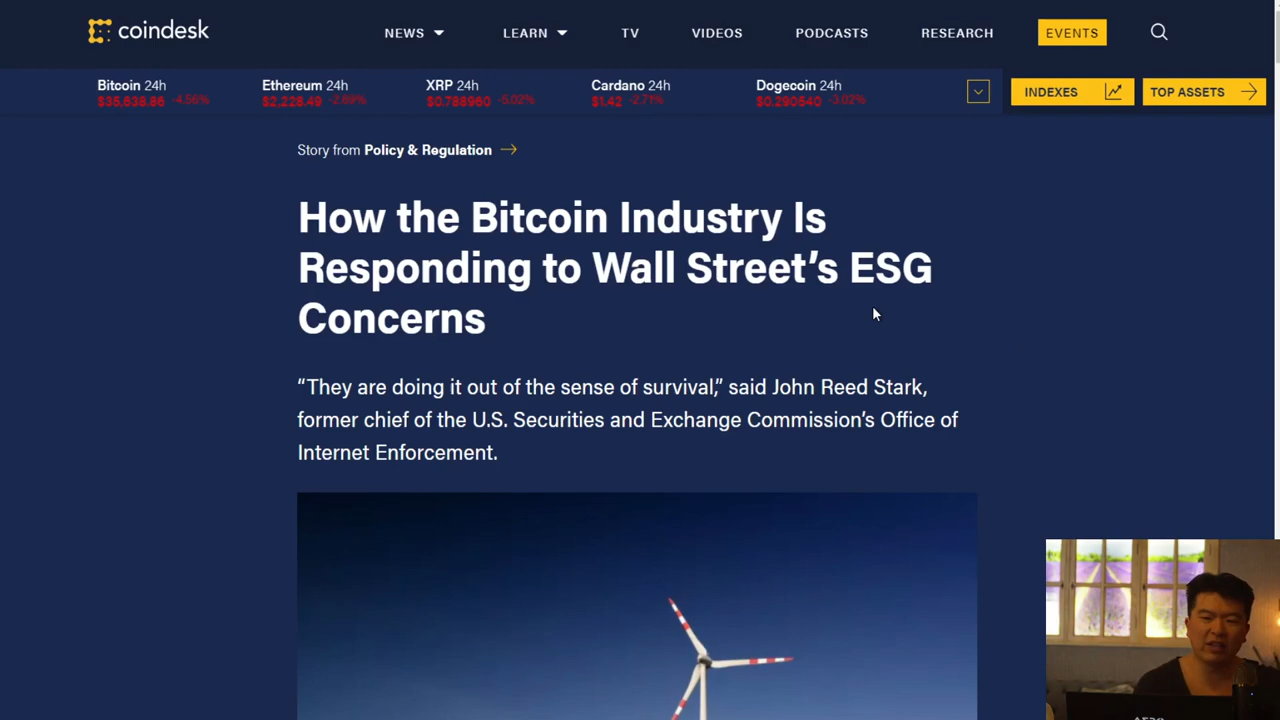 coindesk
NEWS
LEARN
TV
VIDEOS
PODCASTS
RESEARCH
EVENTS
Bitcoin 24h
$35,638.86 -4.56%
Ethereum 24h
$2,228.49 -2.69%
XRP 24h
$0.788960 -5.02%
Cardano 24h
$1.42 -2.71%
Dogecoin 24h
$0.290540 -3.02%
INDEXES
TOP ASSETS
Story from Policy & Regulation
How the Bitcoin Industry Is
Responding to Wall Street’s ESG
Concerns
“They are doing it out of the sense of survival,” said John Reed Stark,
former chief of the U.S. Securities and Exchange Commission’s Office of
Internet Enforcement.